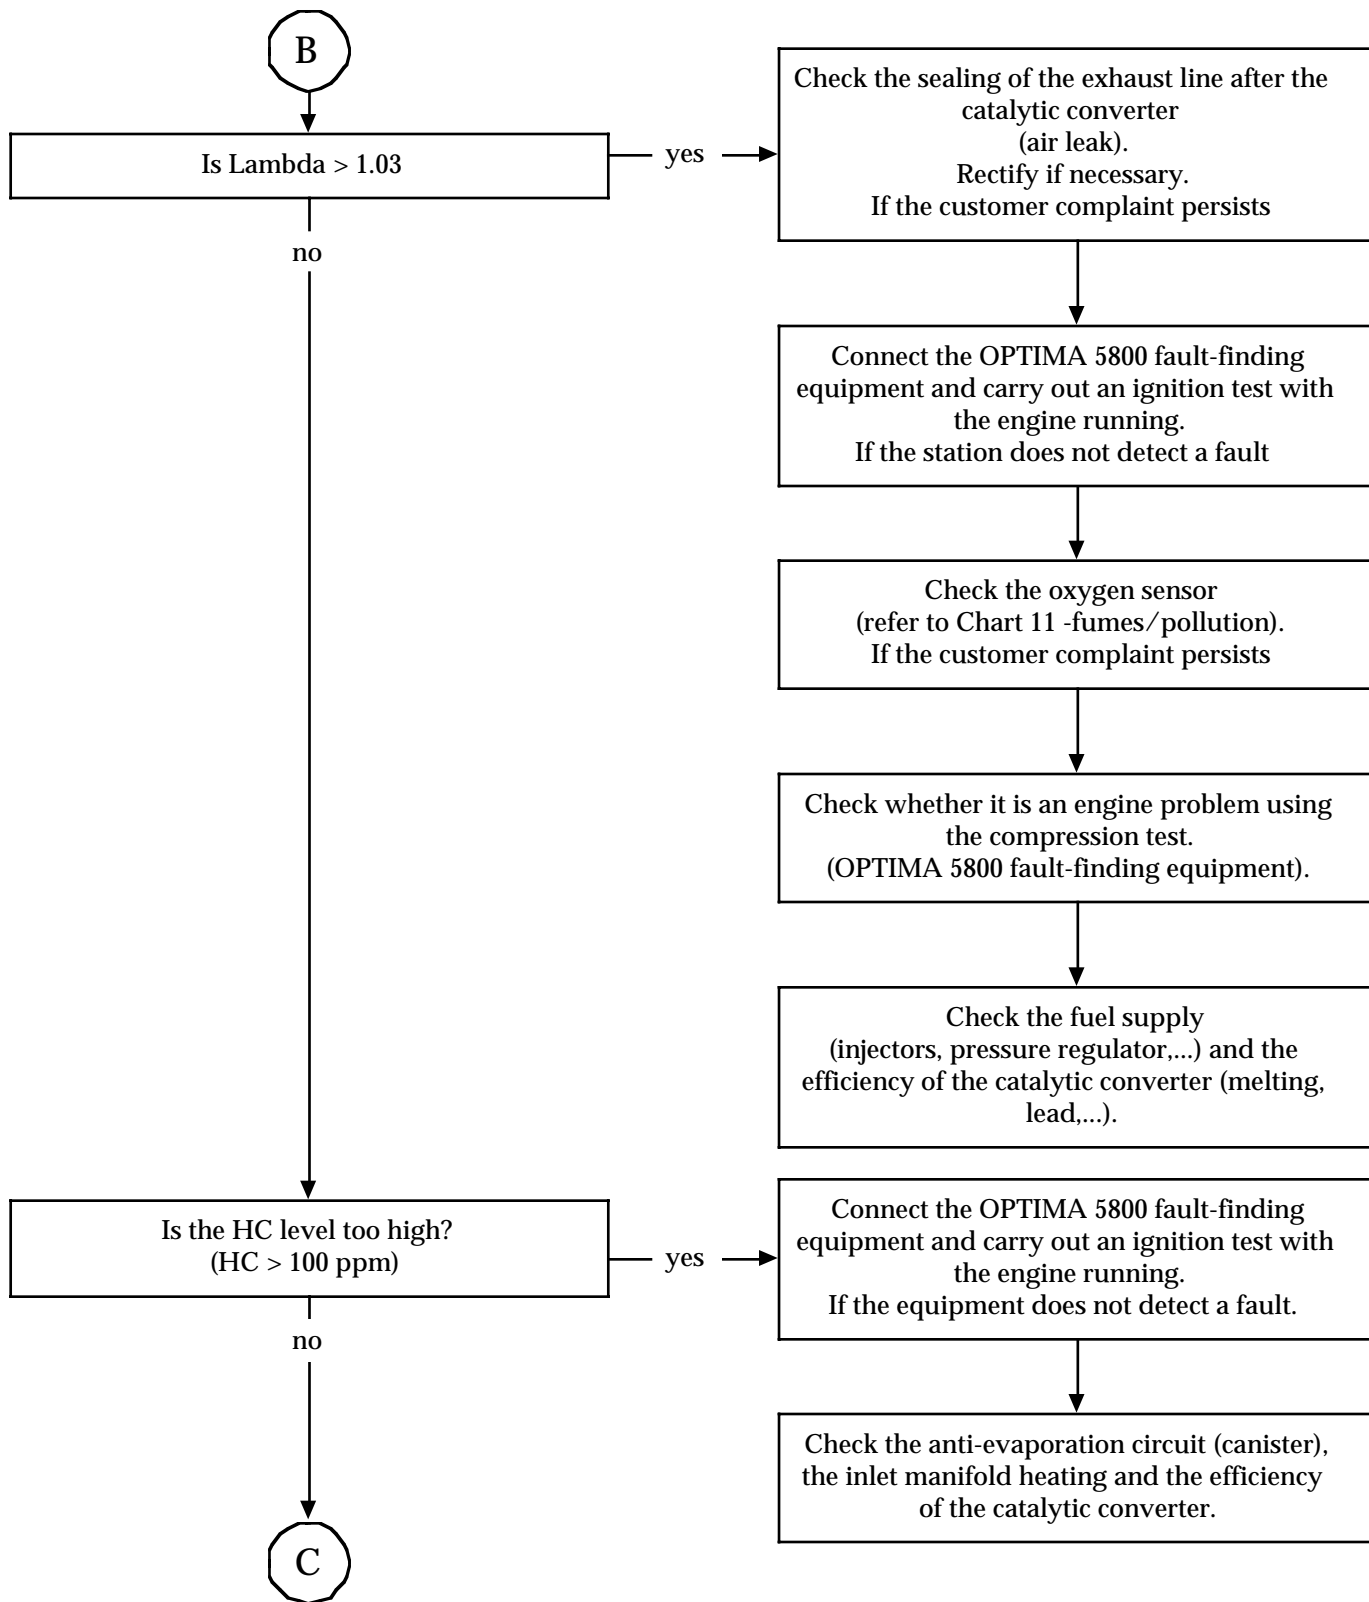 B
Is Lambda > 1.03
yes
Check the sealing of the exhaust line after the
catalytic converter
(air leak).
Rectify if necessary.
If the customer complaint persists
no
Connect the OPTIMA 5800 fault-finding
equipment and carry out an ignition test with
the engine running.
If the station does not detect a fault
Check the oxygen sensor
(refer to Chart 11 -fumes/pollution).
If the customer complaint persists
Check whether it is an engine problem using
the compression test.
(OPTIMA 5800 fault-finding equipment).
Check the fuel supply
(injectors, pressure regulator,...) and the
efficiency of the catalytic converter (melting,
lead,...).
Is the HC level too high?
(HC > 100 ppm)
yes
Connect the OPTIMA 5800 fault-finding
equipment and carry out an ignition test with
the engine running.
If the equipment does not detect a fault.
no
Check the anti-evaporation circuit (canister),
the inlet manifold heating and the efficiency
of the catalytic converter.
C